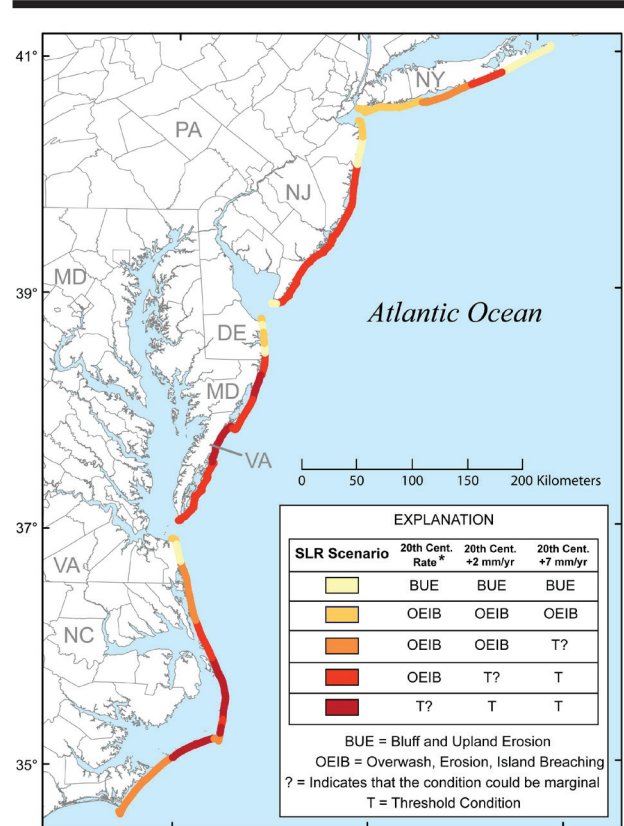 41°
NY
PA
NJ
MD
39°
Atlantic Ocean
DE
MD
VA
0 50 100 200 Kilometers
37°
EXPLANATION
SLR Scenario 20th Cent. Rate* 20th Cent. +2 mm/yr 20th Cent. +7 mm/yr
BUE BUE BUE
OEIB OEIB OEIB
OEIB OEIB T?
OEIB T? T
T? T T
BUE = Bluff and Upland Erosion
OEIB = Overwash, Erosion, Island Breaching
? = Indicates that the condition could be marginal
T = Threshold Condition
VA
NC
35°